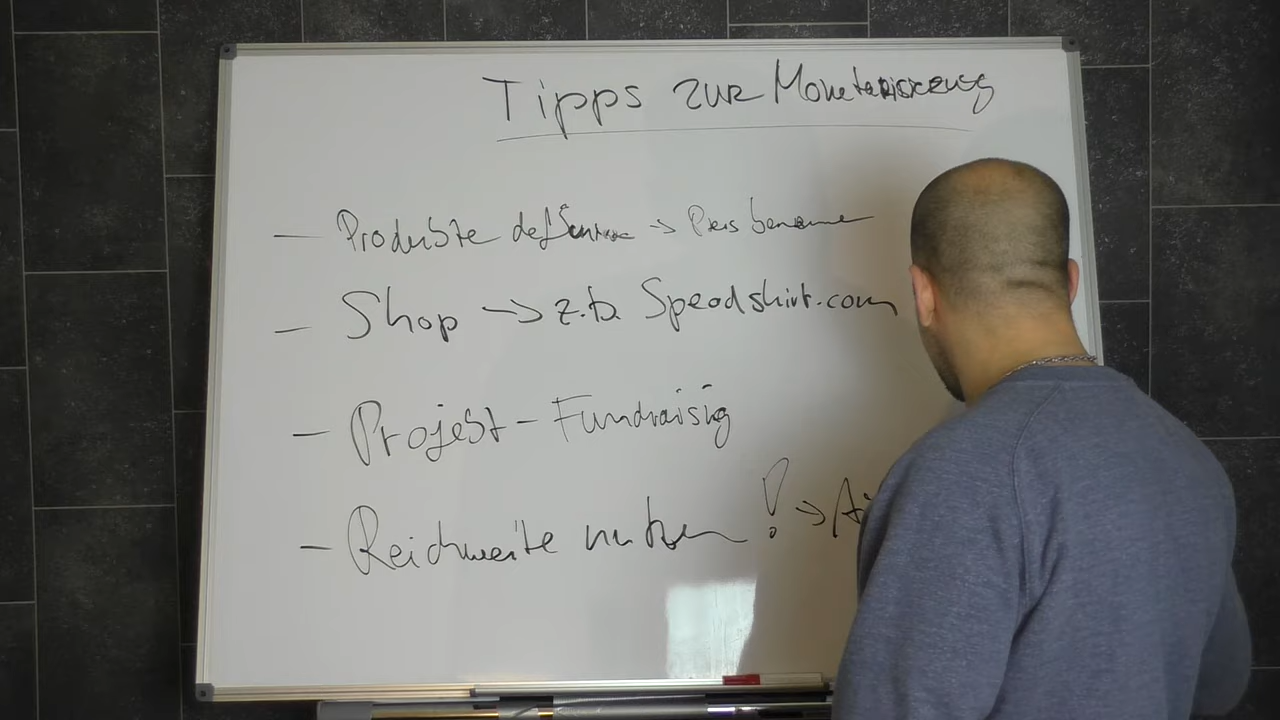 Tipps zur Monetarisierung
- Produkte definieren -> Preis benennen
- Shop -> z.B. Spreadshirt.com
- Projekt - Fundraising
- Reichweite nutzen ! ->